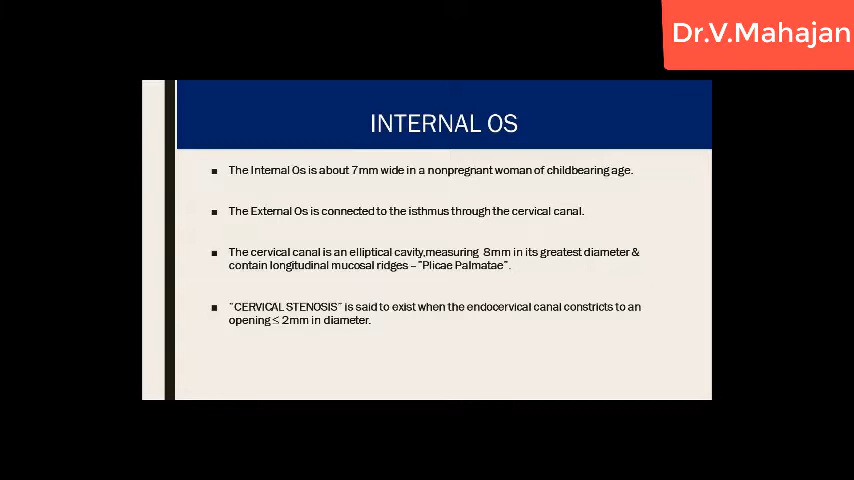 Dr.V.Mahajan
INTERNAL OS
▪ The Internal Os is about 7mm wide in a nonpregnant woman of childbearing age.
▪ The External Os is connected to the isthmus through the cervical canal.
▪ The cervical canal is an elliptical cavity,measuring 8mm in its greatest diameter &
contain longitudinal mucosal ridges –"Plicae Palmatae".
▪ "CERVICAL STENOSIS" is said to exist when the endocervical canal constricts to an
opening ≤ 2mm in diameter.